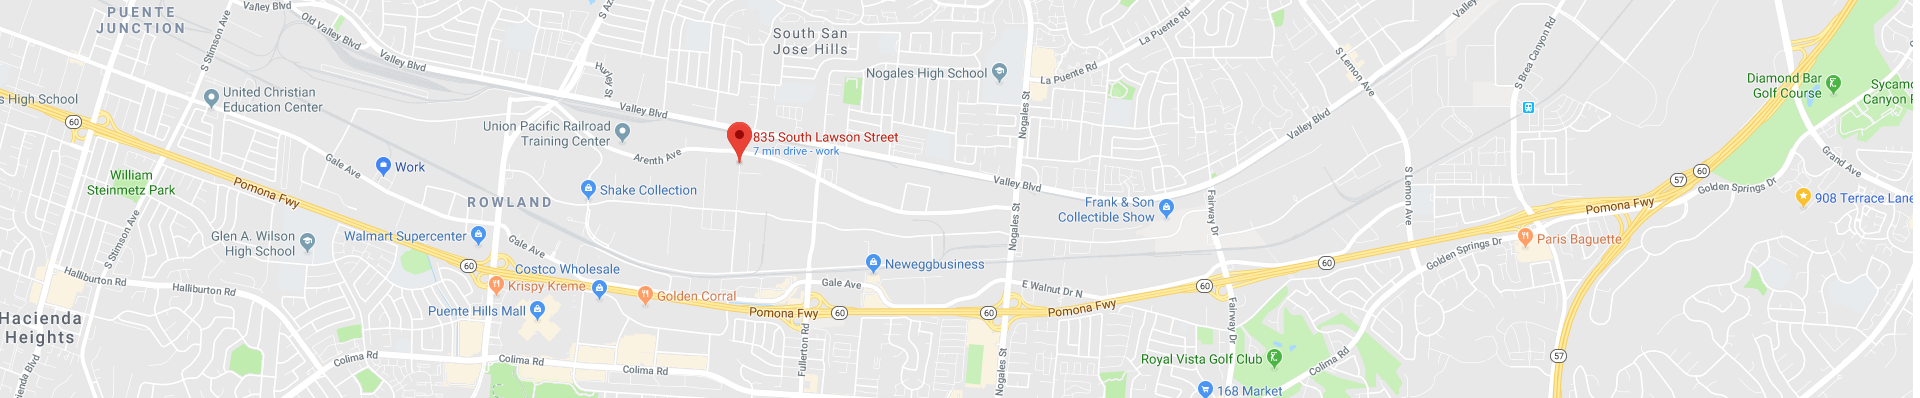 PUENTE
JUNCTION
Valley Blvd
Old Valley Blvd
S Stimson Ave
Valley Blvd
Hurley St
South San
Jose Hills
La Puente Rd
Valley
S Brea Canyon Rd
S Lemon Ave
Nogales High School
La Puente Rd
Diamond Bar
Golf Course
Sycamo
Canyon P
s High School
United Christian
Education Center
Valley Blvd
Nogales St
Valley Blvd
60
Union Pacific Railroad
Training Center
835 South Lawson Street
7 min drive - work
Arenth Ave
Gale Ave
Work
Grand Ave
William
Steinmetz Park
Pomona Fwy
Shake Collection
Valley Blvd
S Lemon Ave
57
60
Golden Springs Dr
908 Terrace Lane
ROWLAND
Frank & Son
Collectible Show
Fairway Dr
Pomona Fwy
S Stimson Ave
Glen A. Wilson
High School
Walmart Supercenter
Gale Ave
Nogales St
Golden Springs Dr
Paris Baguette
60
Costco Wholesale
Neweggbusiness
60
Halliburton Rd
Halliburton Rd
Krispy Kreme
Golden Corral
Gale Ave
E Walnut Dr N
60
Puente Hills Mall
Pomona Fwy
60
60
Pomona Fwy
Fairway Dr
Hacienda
Heights
Colima Rd
Colima Rd
Colima Rd
Fullerton Rd
Nogales St
Royal Vista Golf Club
Colima Rd
57
168 Market